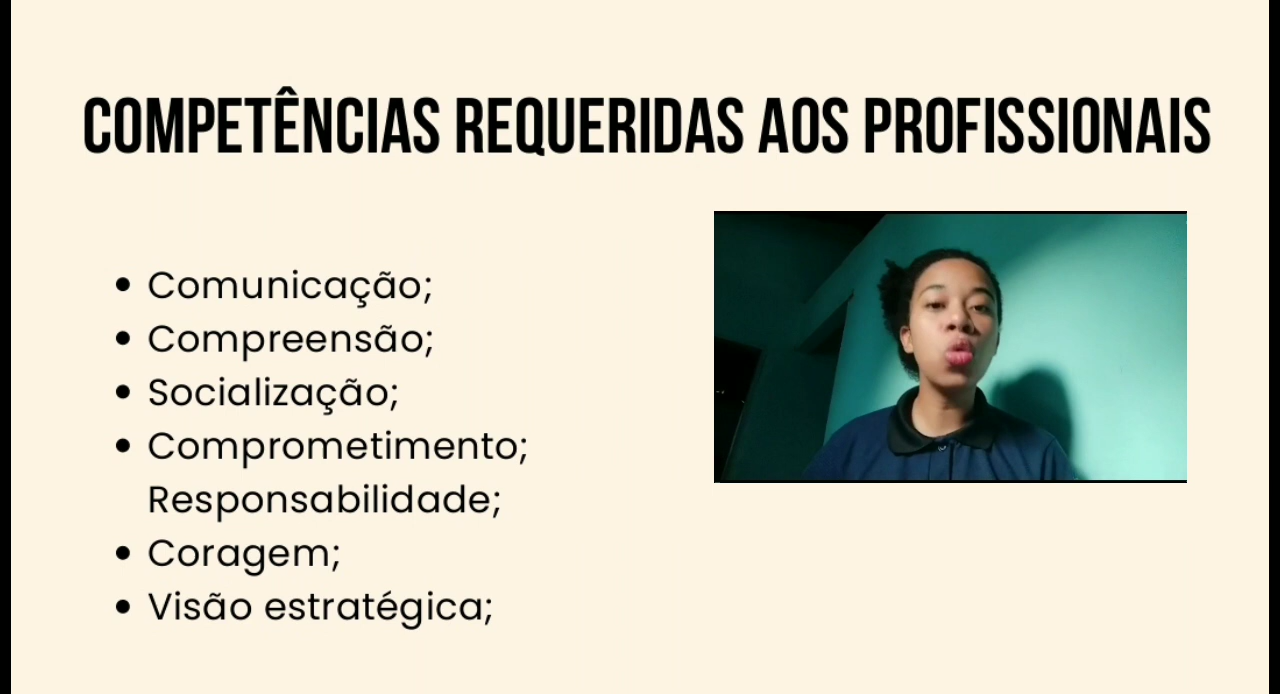 COMPETÊNCIAS REQUERIDAS AOS PROFISSIONAIS
• Comunicação;
• Compreensão;
• Socialização;
• Comprometimento;
Responsabilidade;
• Coragem;
• Visão estratégica;